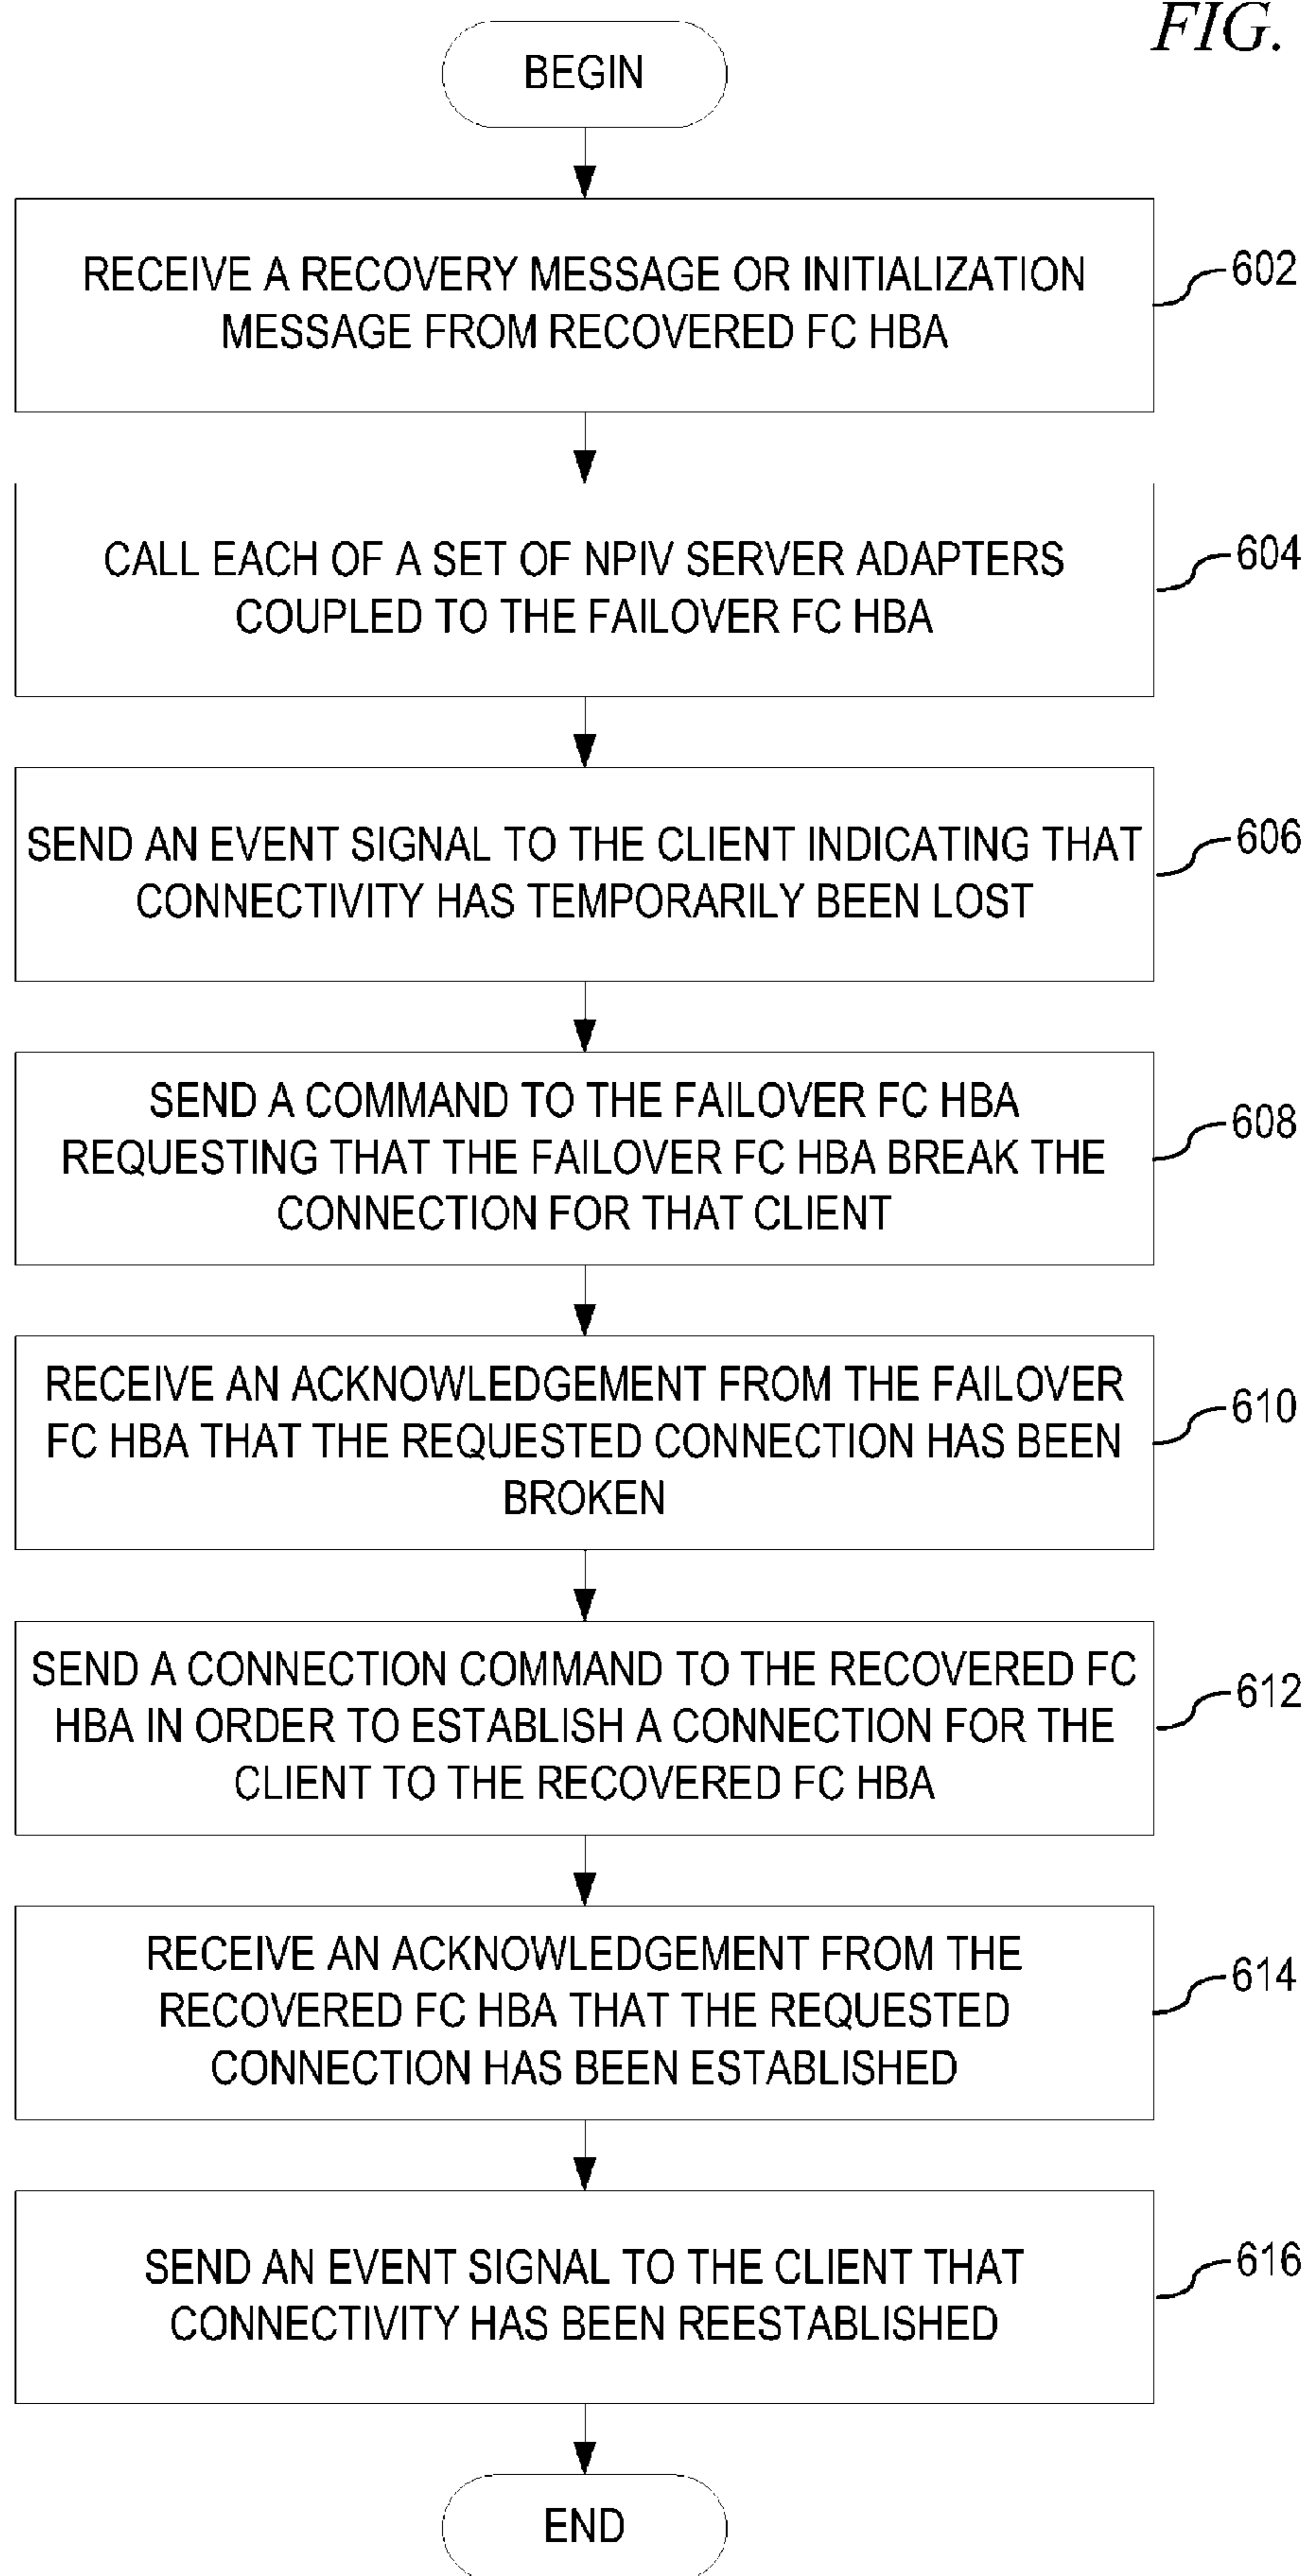 FIG.
BEGIN
RECEIVE A RECOVERY MESSAGE OR INITIALIZATION
MESSAGE FROM RECOVERED FC HBA
602
CALL EACH OF A SET OF NPIV SERVER ADAPTERS
COUPLED TO THE FAILOVER FC HBA
604
SEND AN EVENT SIGNAL TO THE CLIENT INDICATING THAT
CONNECTIVITY HAS TEMPORARILY BEEN LOST
606
SEND A COMMAND TO THE FAILOVER FC HBA
REQUESTING THAT THE FAILOVER FC HBA BREAK THE
CONNECTION FOR THAT CLIENT
608
RECEIVE AN ACKNOWLEDGEMENT FROM THE FAILOVER
FC HBA THAT THE REQUESTED CONNECTION HAS BEEN
BROKEN
610
SEND A CONNECTION COMMAND TO THE RECOVERED FC
HBA IN ORDER TO ESTABLISH A CONNECTION FOR THE
CLIENT TO THE RECOVERED FC HBA
612
RECEIVE AN ACKNOWLEDGEMENT FROM THE
RECOVERED FC HBA THAT THE REQUESTED
CONNECTION HAS BEEN ESTABLISHED
614
SEND AN EVENT SIGNAL TO THE CLIENT THAT
CONNECTIVITY HAS BEEN REESTABLISHED
616
END